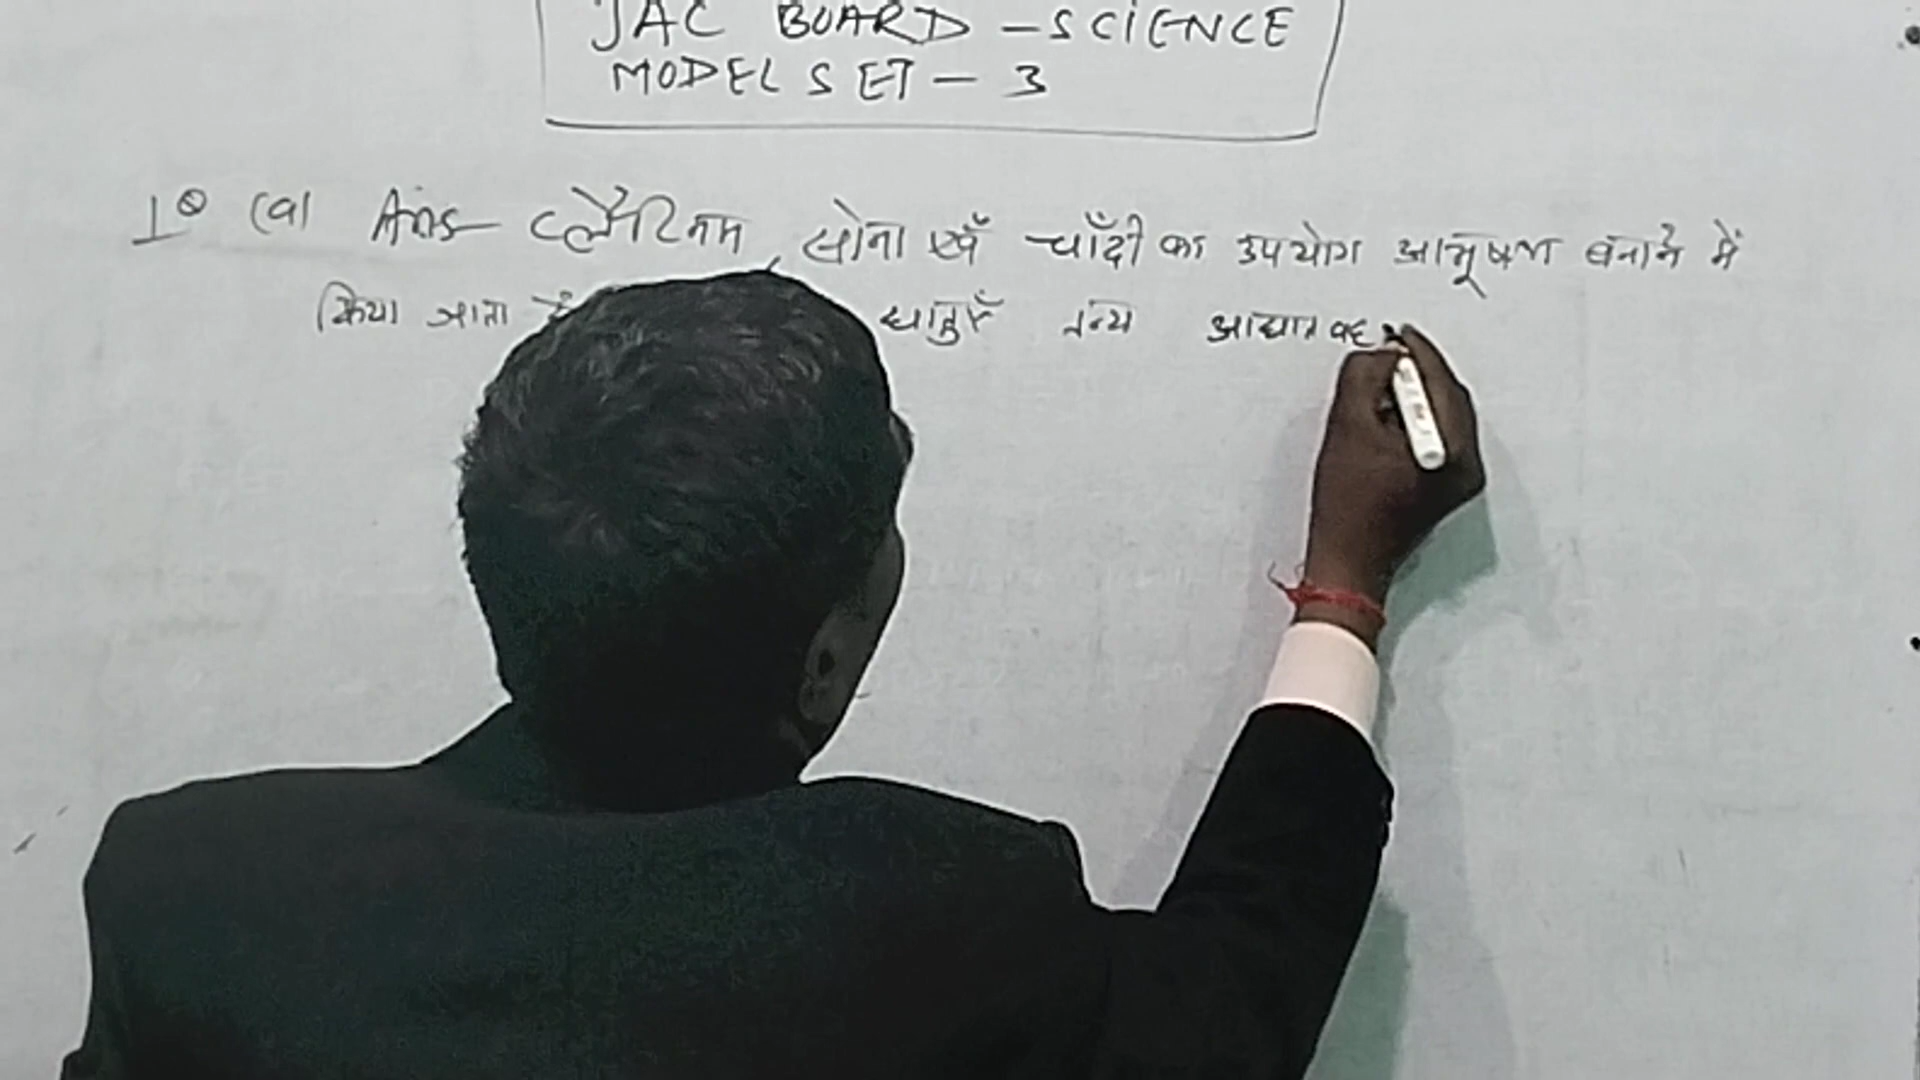 JAC BOARD – SCIENCE
MODEL SET – 3
1. (a) Ans – प्लैटिनम, सोना एवँ चाँदी का उपयोग आभूषण बनाने में
किया जाता है धातुएँ तन्य आघातवर्